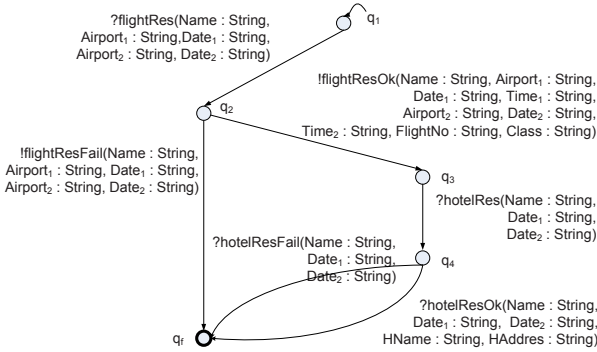 ?flightRes(Name : String,
Airport₁ : String,Date₁ : String,
Airport₂ : String, Date₂ : String)
q₁
!flightResOk(Name : String, Airport₁ : String,
Date₁ : String, Time₁ : String,
Airport₂ : String, Date₂ : String,
Time₂ : String, FlightNo : String, Class : String)
q₂
!flightResFail(Name : String,
Airport₁ : String, Date₁ : String,
Airport₂ : String, Date₂ : String)
q₃
?hotelRes(Name : String,
Date₁ : String,
Date₂ : String)
?hotelResFail(Name : String,
Date₁ : String,
Date₂ : String)
q₄
?hotelResOk(Name : String,
Date₁ : String, Date₂ : String,
HName : String, HAddres : String)
q_f